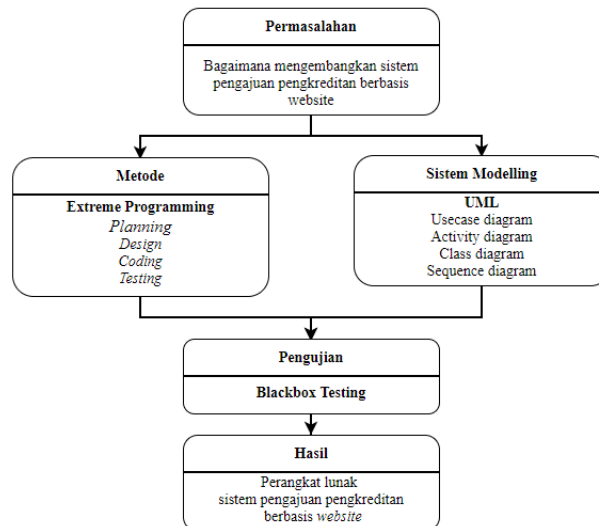 Permasalahan
Bagaimana mengembangkan sistem
pengajuan pengkreditan berbasis
website
Metode
Extreme Programming
Planning
Design
Coding
Testing
Sistem Modelling
UML
Usecase diagram
Activity diagram
Class diagram
Sequence diagram
Pengujian
Blackbox Testing
Hasil
Perangkat lunak
sistem pengajuan pengkreditan
berbasis website